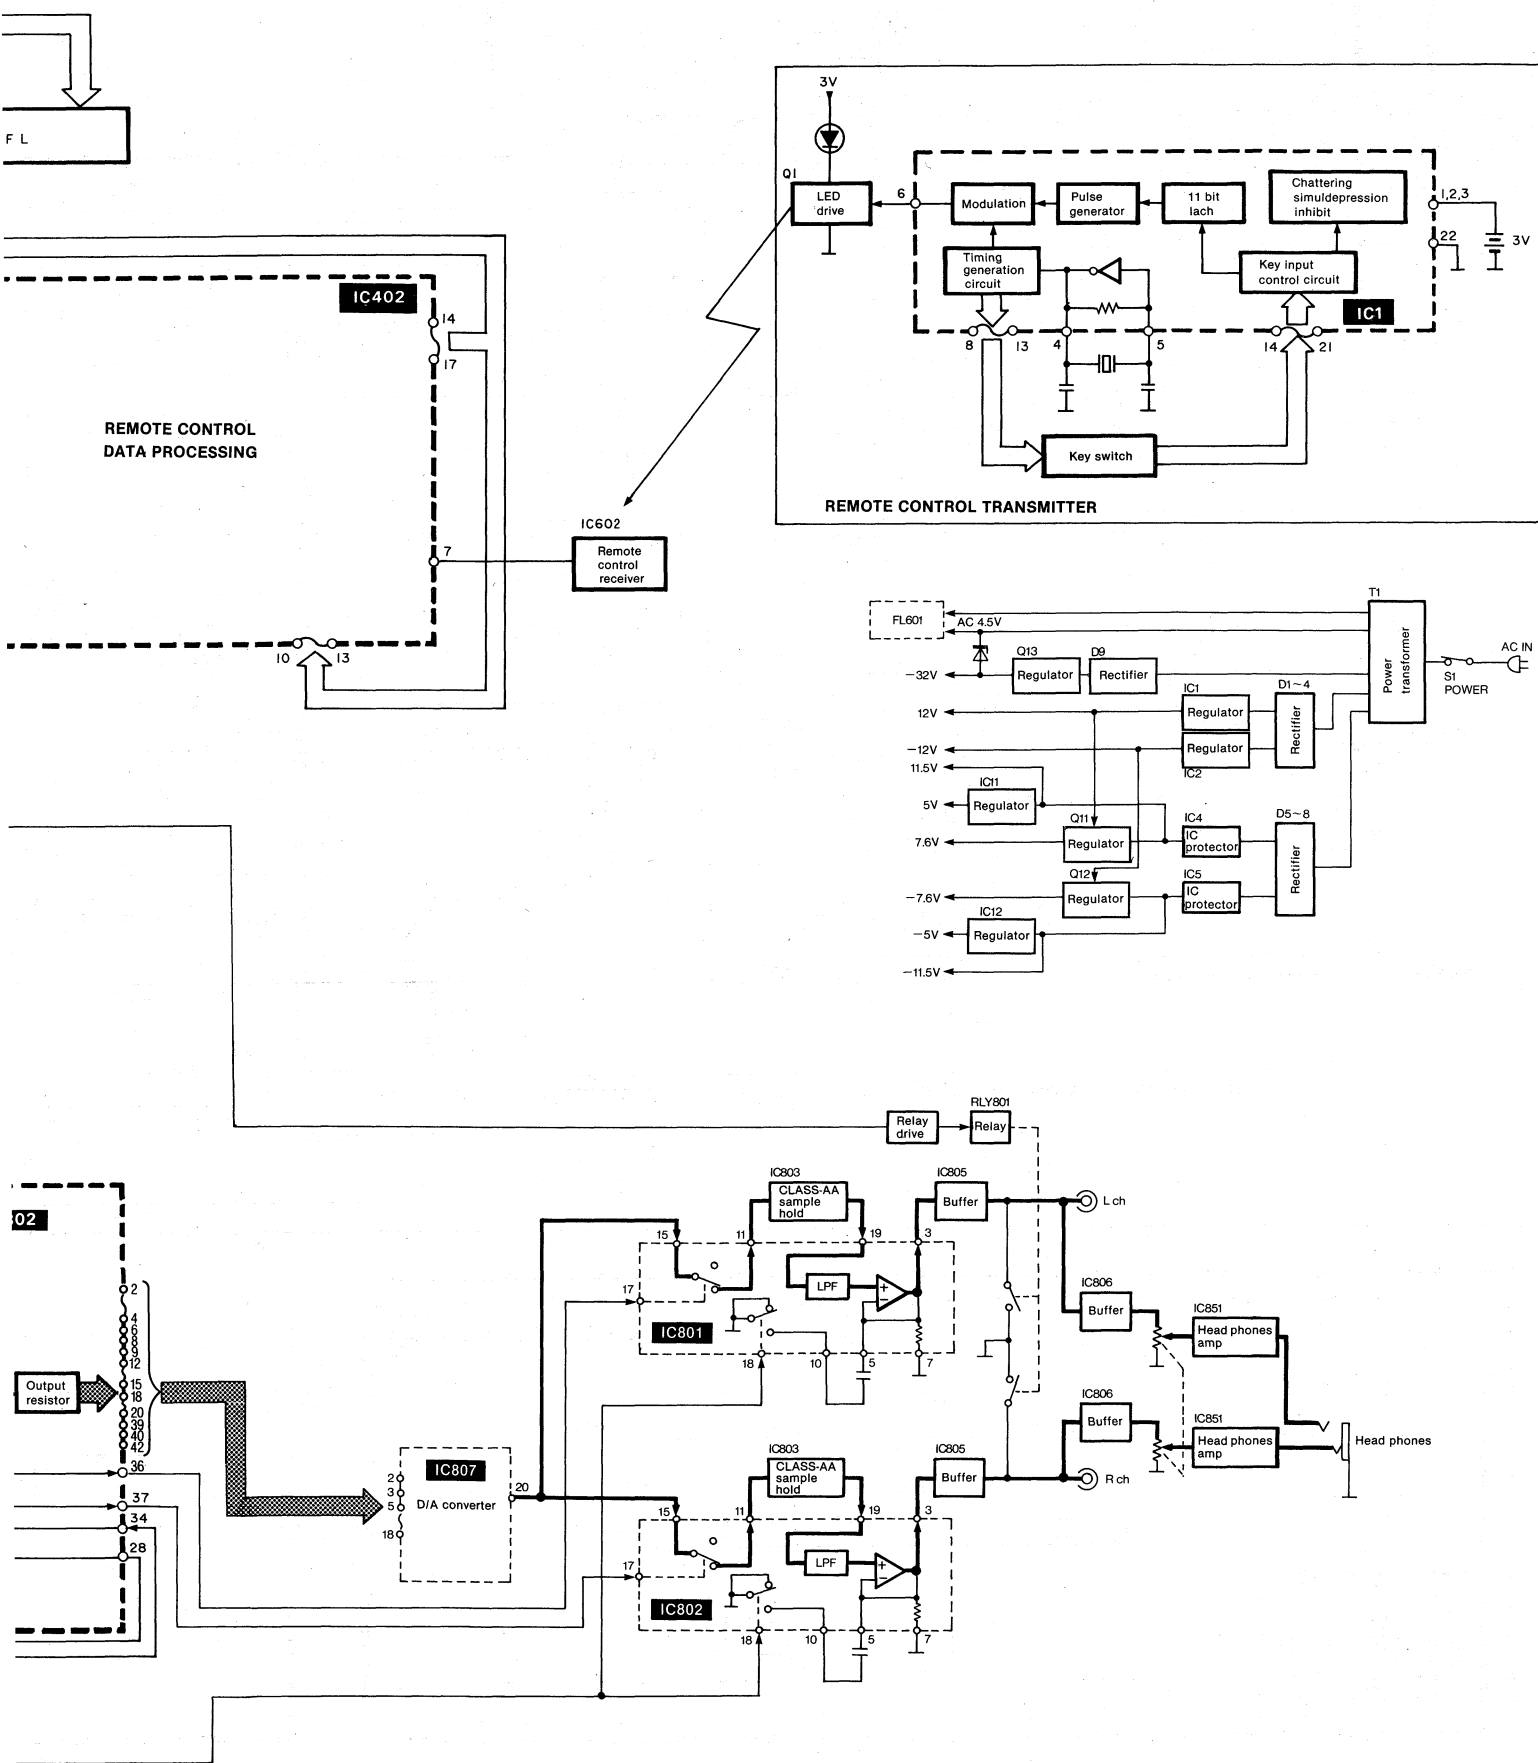 F L
3V
Q1
LED
drive
6
Modulation
Pulse
generator
11 bit
lach
Chattering
simuldepression
inhibit
1,2,3
22
3V
Timing
generation
circuit
Key input
control circuit
IC1
8
13
4
5
14
21
Key switch
REMOTE CONTROL TRANSMITTER
IC402
14
17
REMOTE CONTROL
DATA PROCESSING
7
IC602
Remote
control
receiver
10
13
T1
FL601
AC 4.5V
Power
transformer
AC IN
S1
POWER
Q13
D9
−32V
Regulator
Rectifier
IC1
D1~4
12V
Regulator
Rectifier
−12V
Regulator
IC2
11.5V
IC11
5V
Regulator
Q11
IC4
D5~8
7.6V
Regulator
IC
protector
Rectifier
Q12
IC5
−7.6V
Regulator
IC
protector
IC12
−5V
Regulator
−11.5V
RLY801
Relay
drive
Relay
02
IC803
CLASS-AA
sample
hold
IC805
Buffer
L ch
15
11
19
3
17
LPF
+
−
IC801
18
10
5
7
IC806
Buffer
IC851
Head phones
amp
2
4
6
8
9
12
15
18
20
39
40
42
36
37
34
28
Output
resistor
IC807
D/A converter
2
3
5
18
20
IC806
Buffer
IC851
Head phones
amp
Head phones
IC803
CLASS-AA
sample
hold
IC805
Buffer
R ch
15
11
19
3
17
LPF
+
−
IC802
18
10
5
7